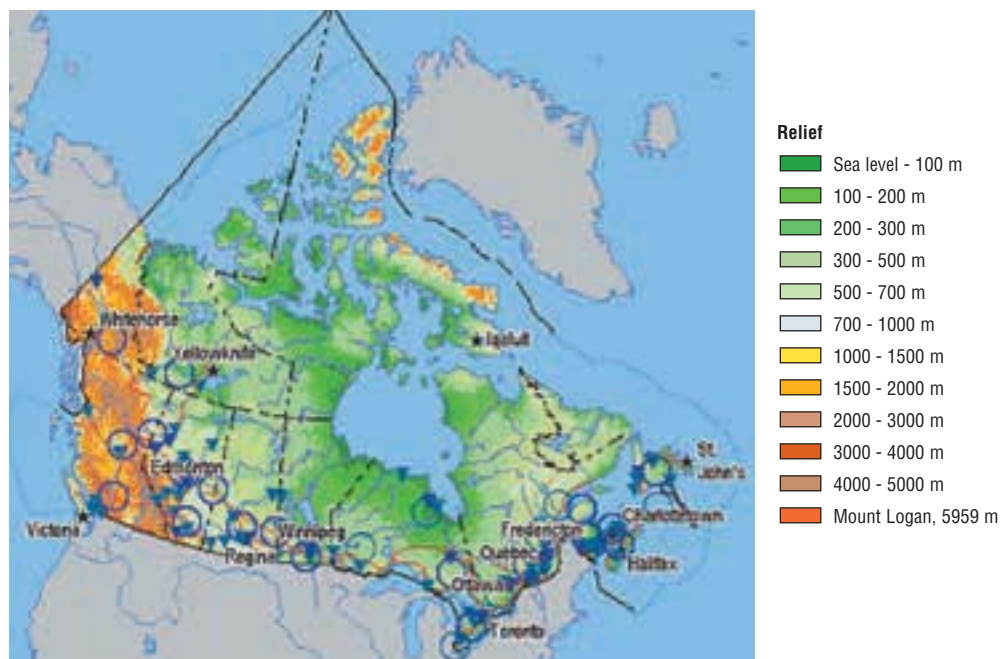 Whitehorse
Yellowknife
Iqaluit
Edmonton
St.
John's
Victoria
Winnipeg
Regina
Fredericton
Charlottetown
Quebec
Halifax
Ottawa
Toronto
Relief
Sea level - 100 m
100 - 200 m
200 - 300 m
300 - 500 m
500 - 700 m
700 - 1000 m
1000 - 1500 m
1500 - 2000 m
2000 - 3000 m
3000 - 4000 m
4000 - 5000 m
Mount Logan, 5959 m